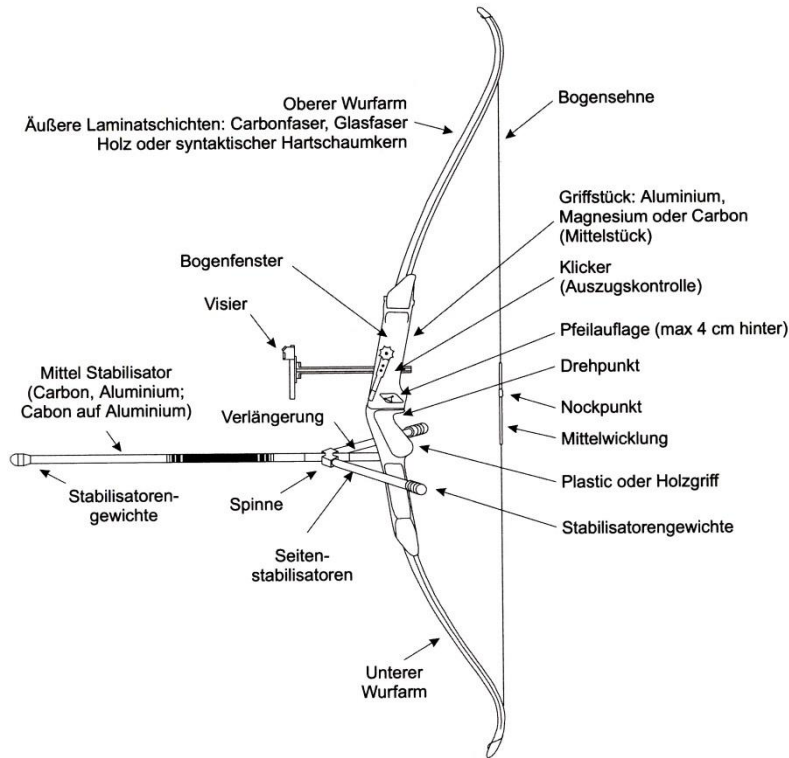 Oberer Wurfarm
Äußere Laminatschichten: Carbonfaser, Glasfaser
Holz oder syntaktischer Hartschaumkern
Bogensehne
Griffstück: Aluminium,
Magnesium oder Carbon
(Mittelstück)
Bogenfenster
Klicker
(Auszugskontrolle)
Visier
Pfeilauflage (max 4 cm hinter)
Drehpunkt
Mittel Stabilisator
(Carbon, Aluminium;
Cabon auf Aluminium)
Verlängerung
Nockpunkt
Mittelwicklung
Plastic oder Holzgriff
Stabilisatoren-
gewichte
Spinne
Stabilisatorengewichte
Seiten-
stabilisatoren
Unterer
Wurfarm